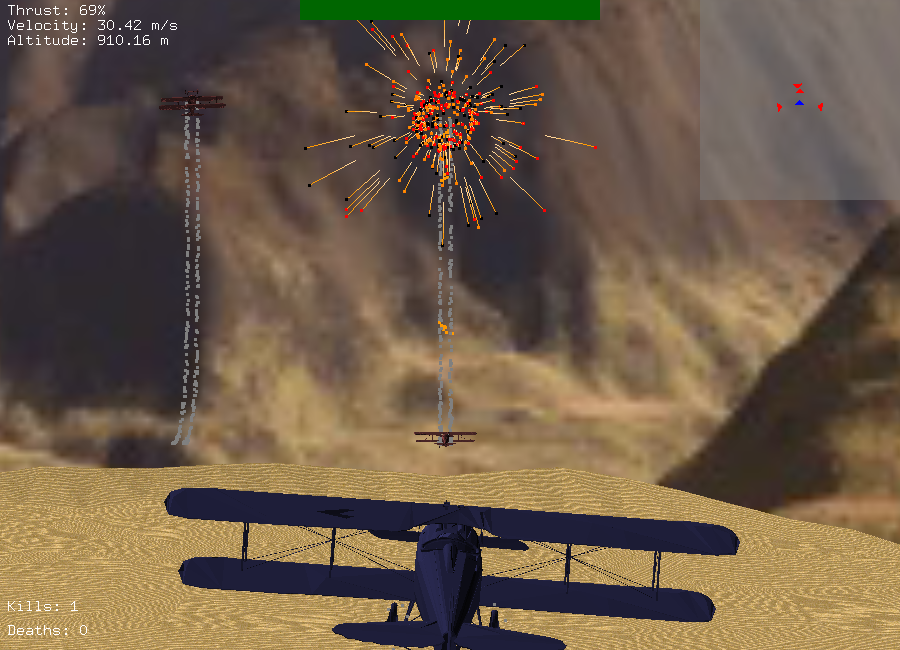 Thrust: 69%
Velocity: 30.42 m/s
Altitude: 910.16 m
Kills: 1
Deaths: 0